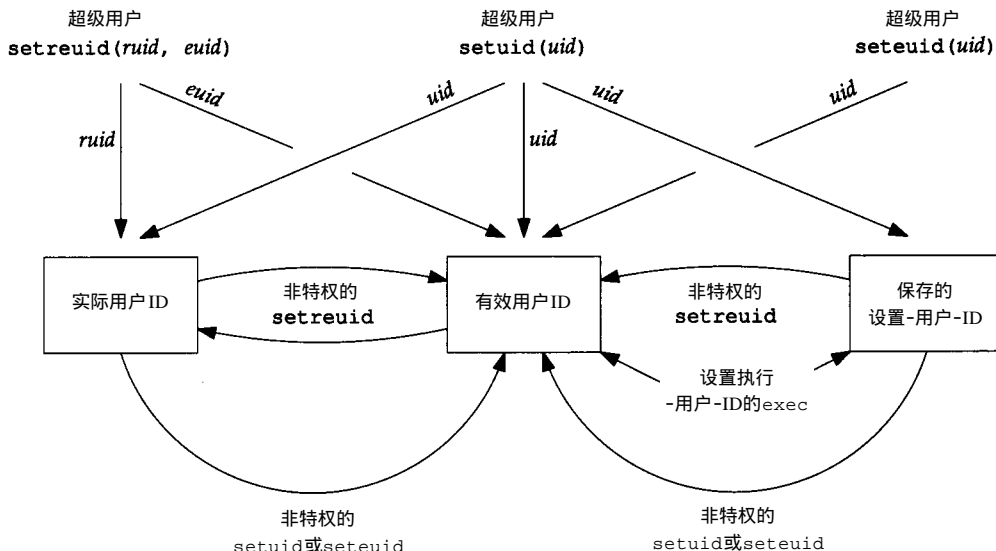 超级用户
setreuid(ruid, euid)
超级用户
setuid(uid)
超级用户
seteuid(uid)
ruid
euid
uid
uid
uid
uid
实际用户ID
非特权的
setreuid
有效用户ID
非特权的
setreuid
保存的
设置-用户-ID
设置执行
-用户-ID的exec
非特权的
setuid或seteuid
非特权的
setuid或seteuid